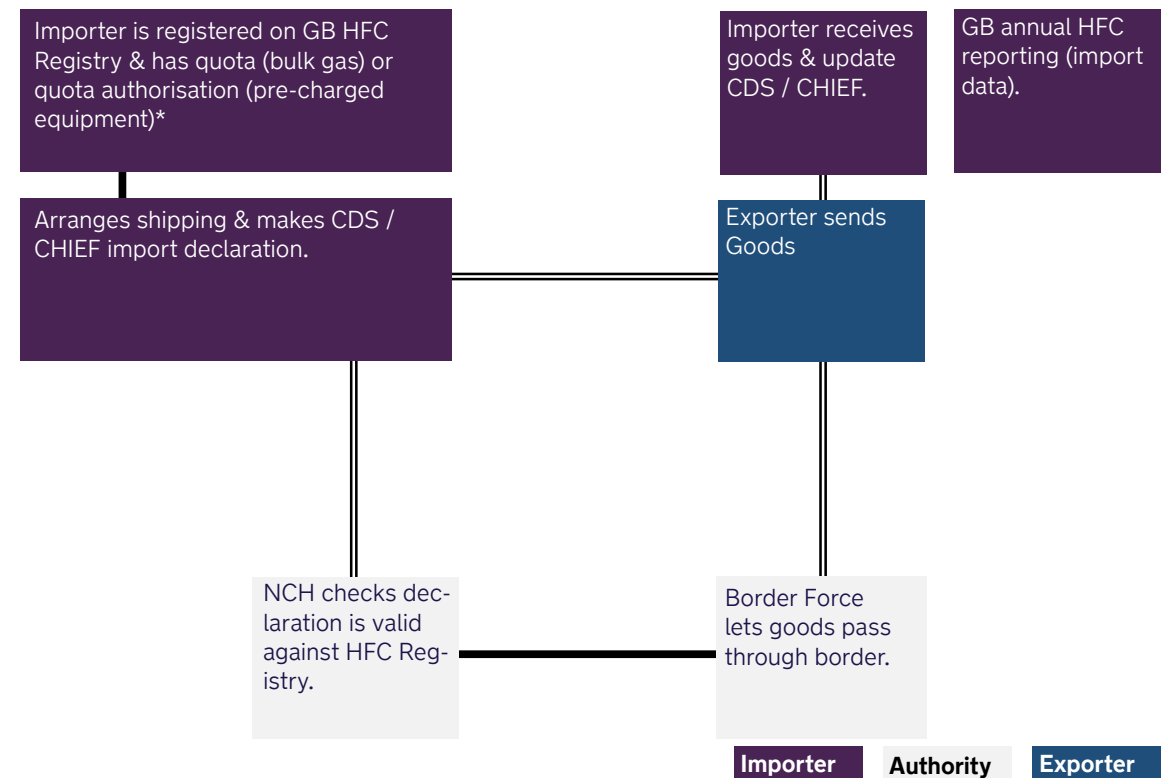 Importer is registered on GB HFC
Registry & has quota (bulk gas) or
quota authorisation (pre-charged
equipment)*
Importer receives
goods & update
CDS / CHIEF.
GB annual HFC
reporting (import
data).
Arranges shipping & makes CDS /
CHIEF import declaration.
Exporter sends
Goods
NCH checks dec-
laration is valid
against HFC Reg-
istry.
Border Force
lets goods pass
through border.
Importer
Authority
Exporter